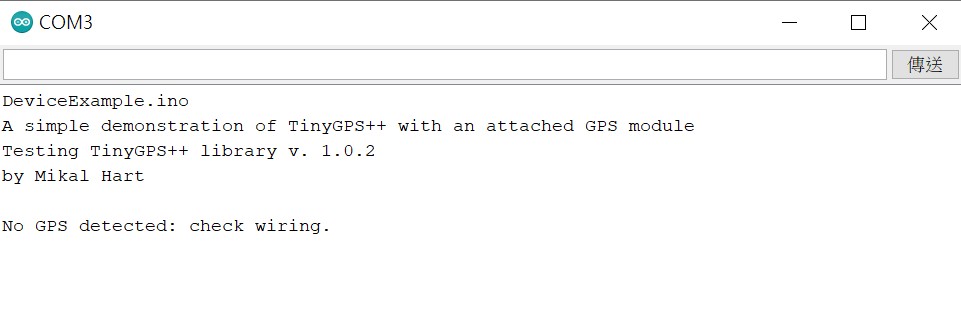 COM3
傳送
DeviceExample.ino
A simple demonstration of TinyGPS++ with an attached GPS module
Testing TinyGPS++ library v. 1.0.2
by Mikal Hart
No GPS detected: check wiring.